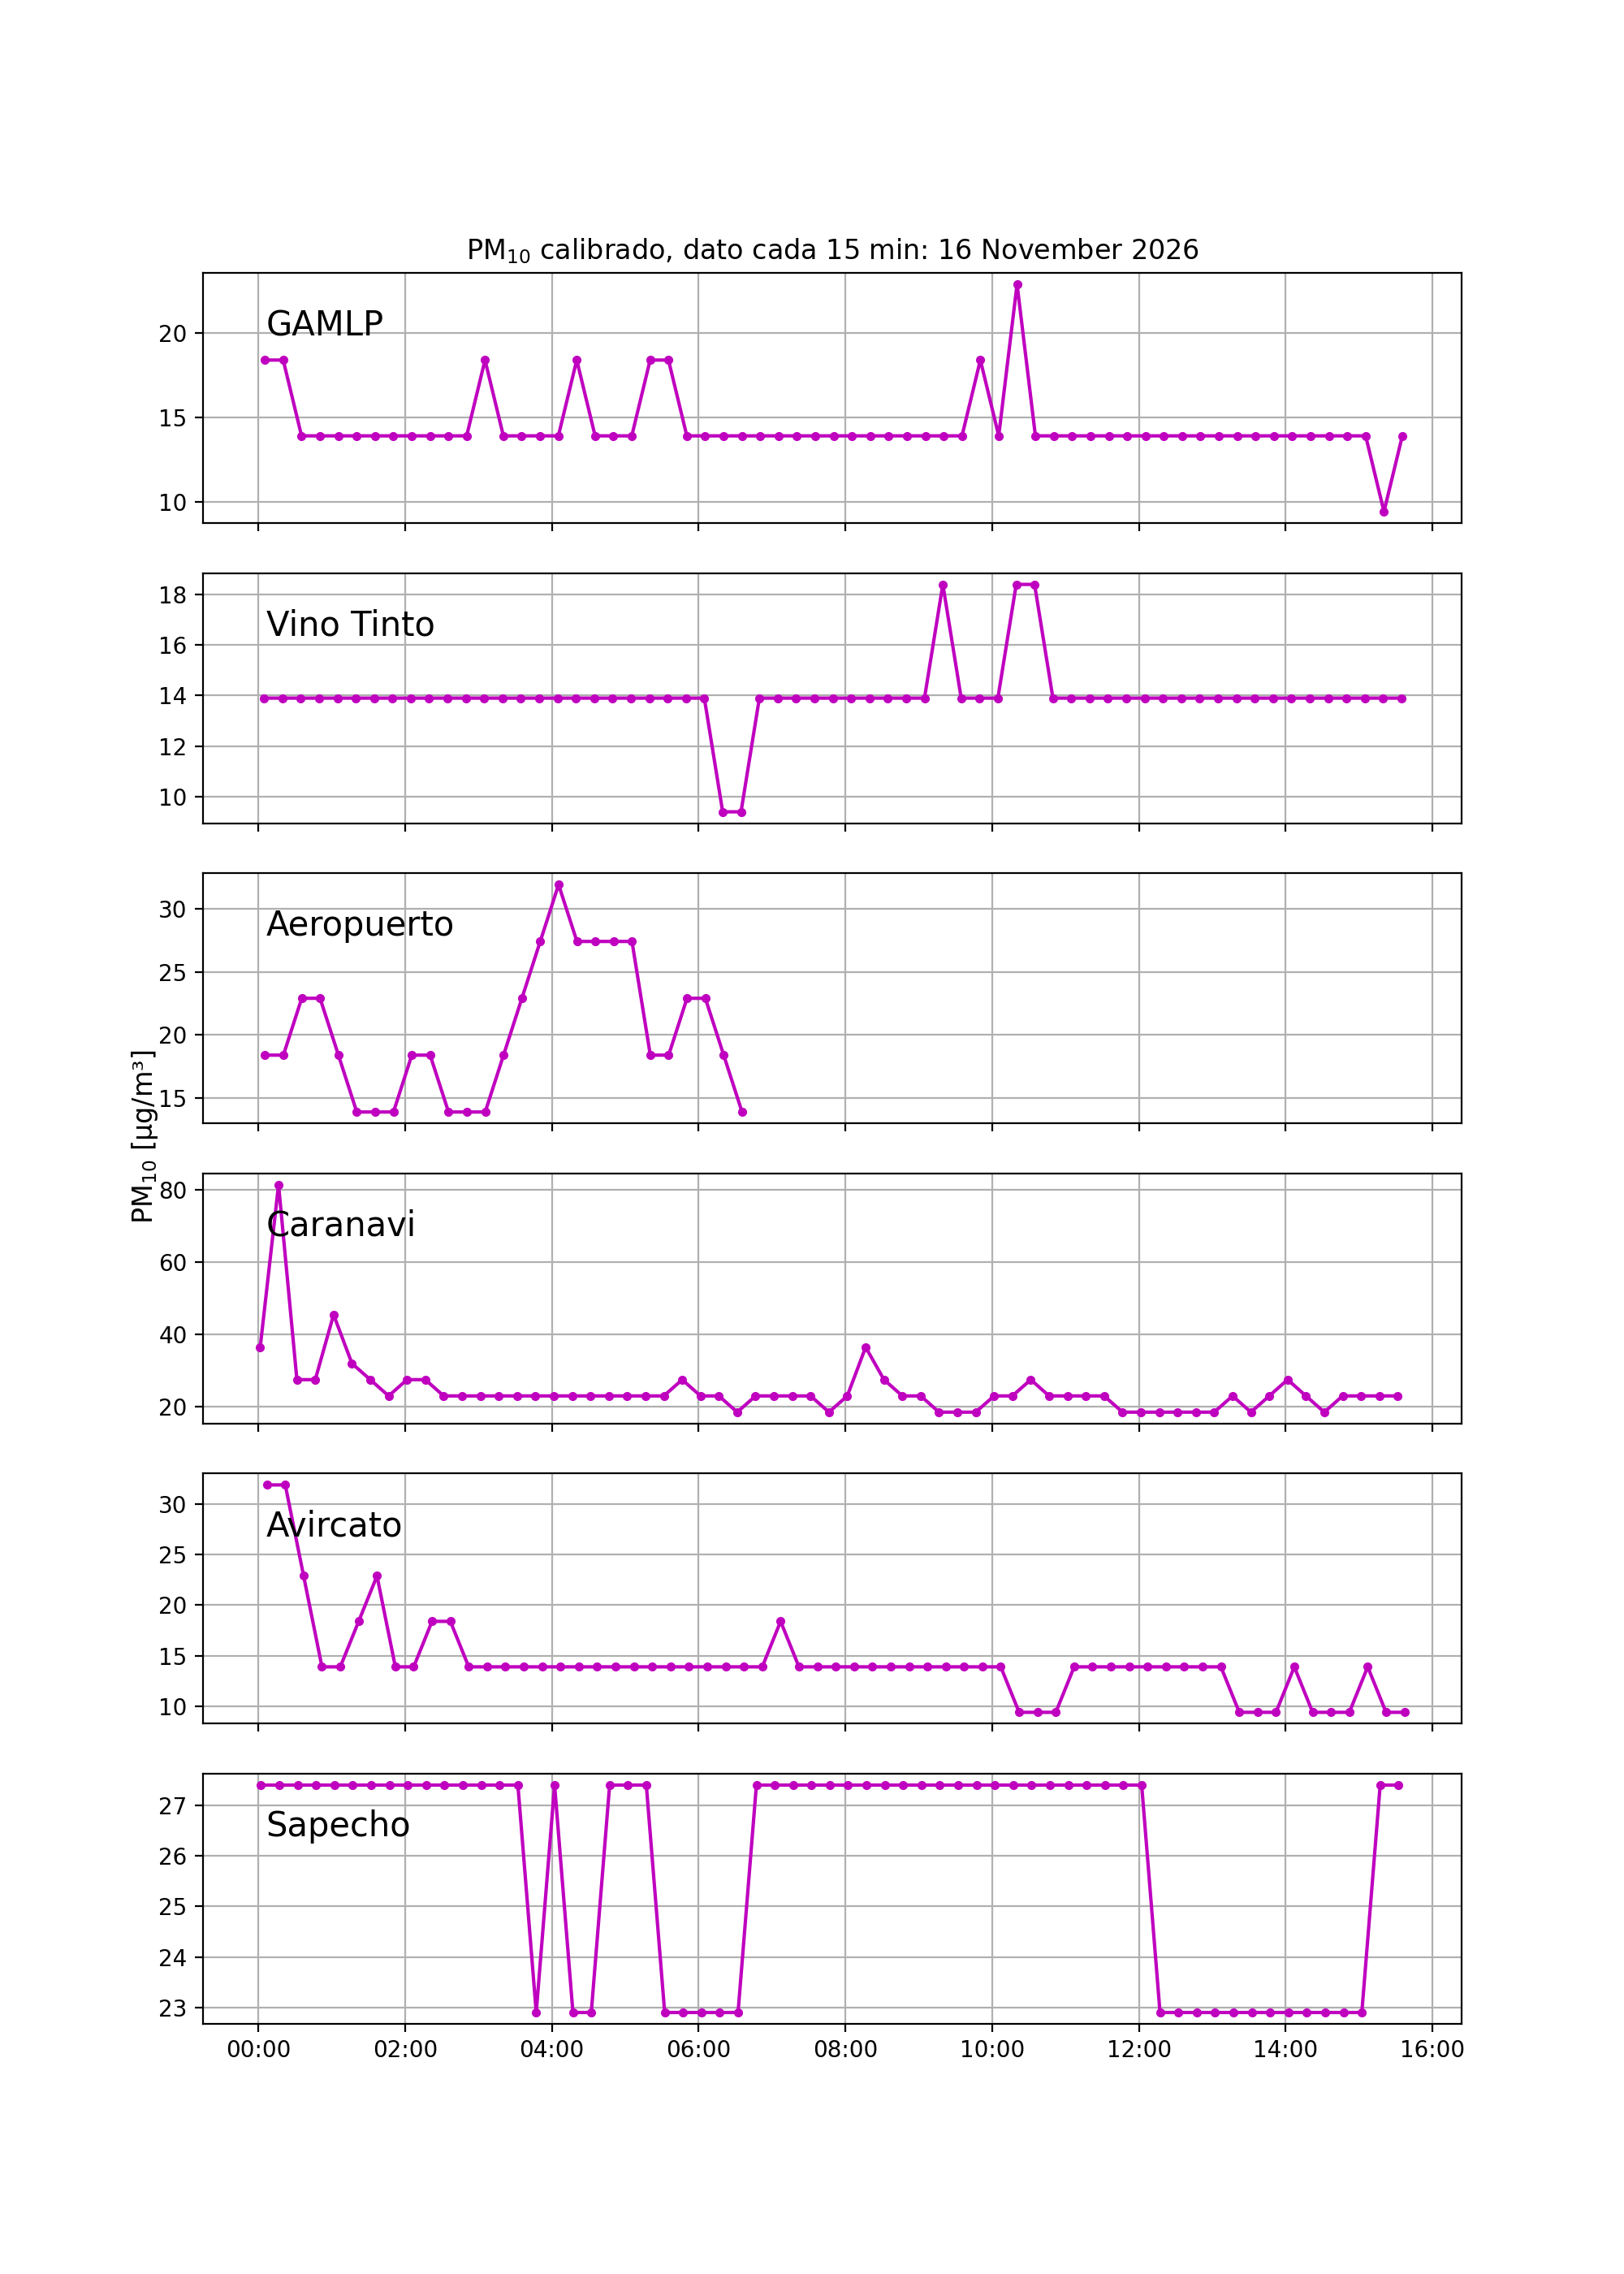 PM₁₀ calibrado, dato cada 15 min: 16 November 2026
GAMLP
20
15
10
Vino Tinto
18
16
14
12
10
Aeropuerto
30
25
20
15
PM₁₀ [µg/m³]
Caranavi
80
60
40
20
Avircato
30
25
20
15
10
Sapecho
27
26
25
24
23
00:00 02:00 04:00 06:00 08:00 10:00 12:00 14:00 16:00